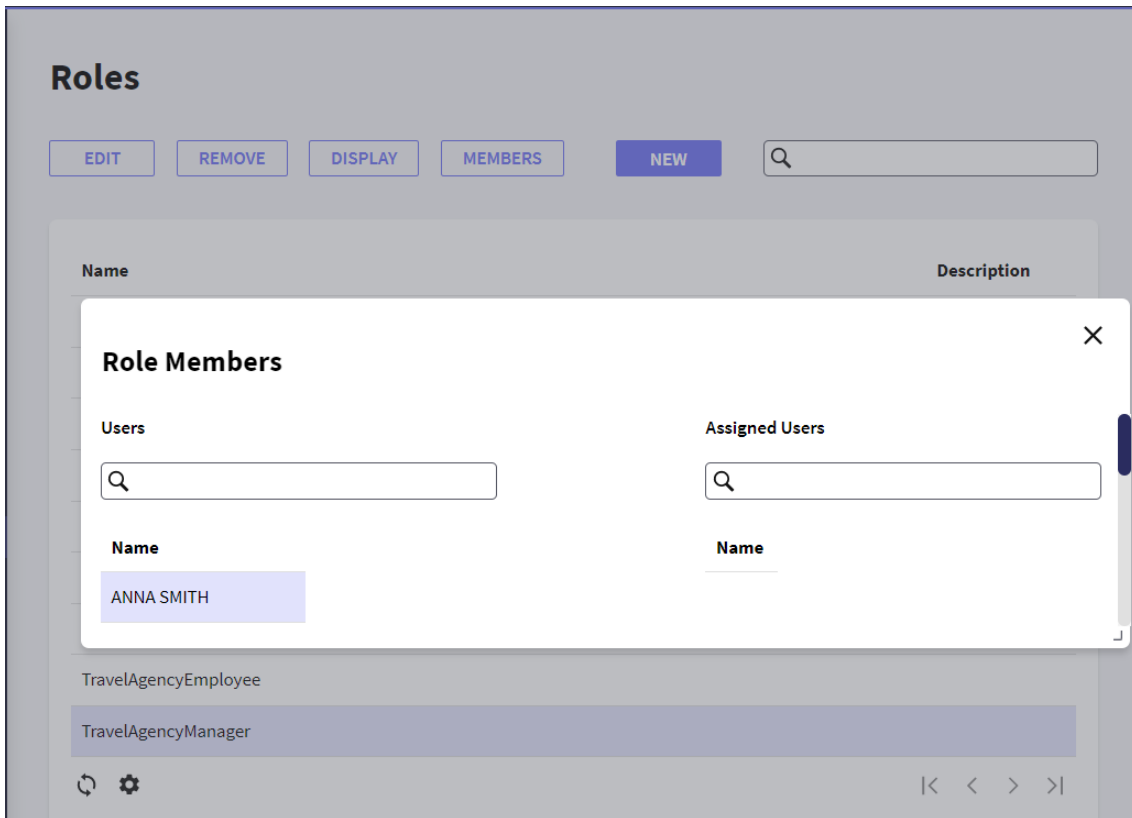 Roles
EDIT REMOVE DISPLAY MEMBERS NEW
Name Description
Role Members
Users Assigned Users
Name Name
ANNA SMITH
TravelAgencyEmployee
TravelAgencyManager